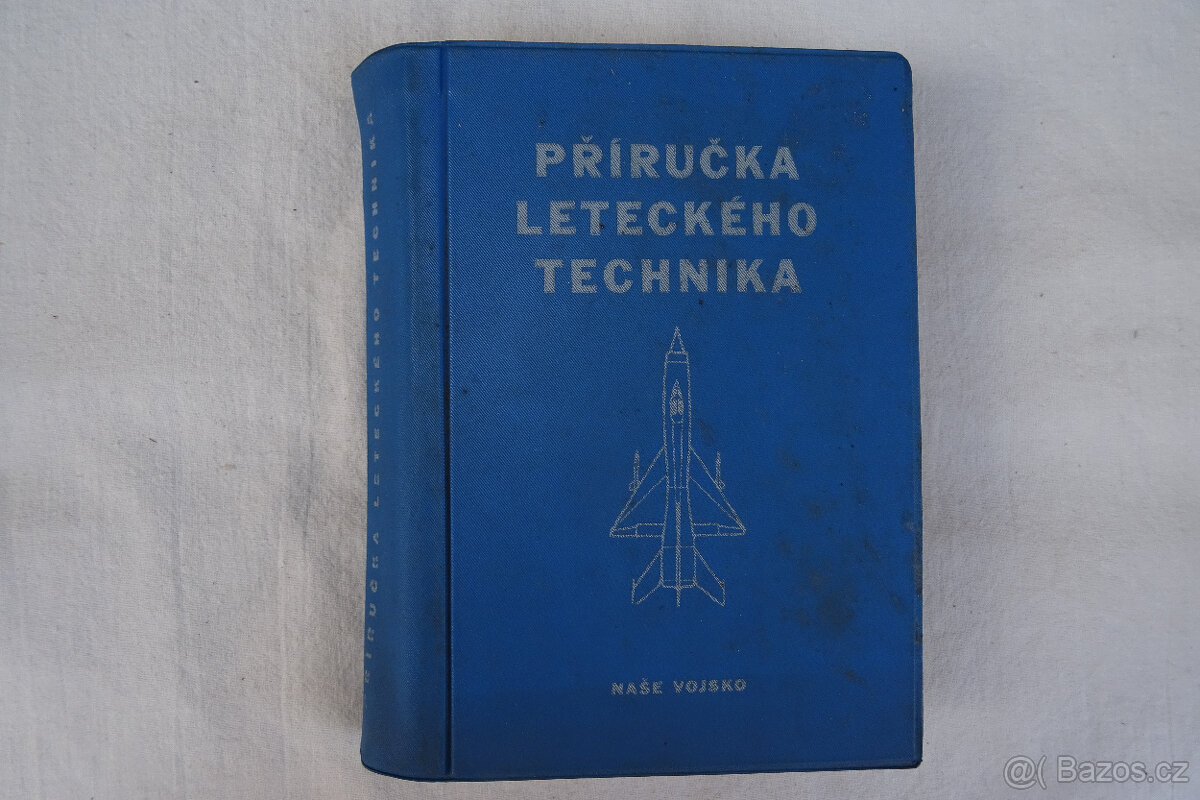 PŘÍRUČKA
LETECKÉHO
TECHNIKA
NAŠE VOJSKO
PŘÍRUČKA LETECKÉHO TECHNIKA
@( Bazos.cz